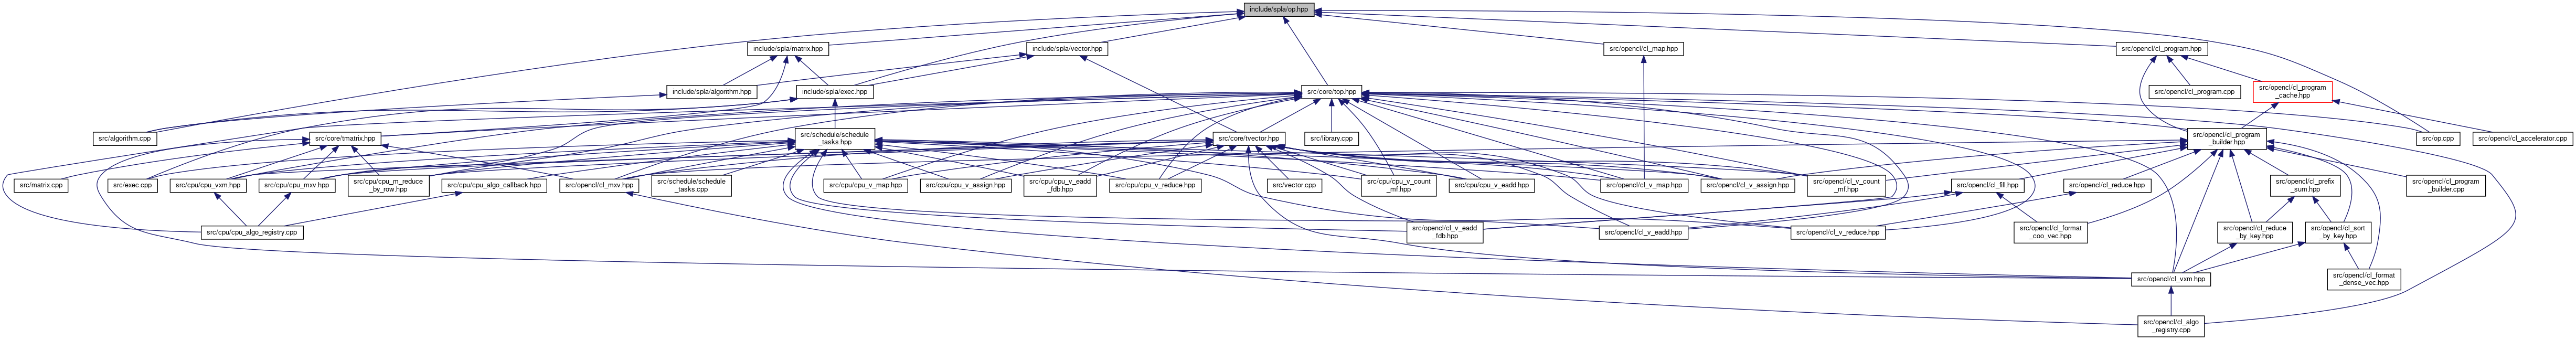 include/spla/op.hpp
include/spla/matrix.hpp
include/spla/vector.hpp
src/opencl/cl_map.hpp
src/opencl/cl_program.hpp
include/spla/algorithm.hpp
include/spla/exec.hpp
src/core/top.hpp
src/opencl/cl_program.cpp
src/opencl/cl_program
_cache.hpp
src/algorithm.cpp
src/core/tmatrix.hpp
src/schedule/schedule
_tasks.hpp
src/core/tvector.hpp
src/library.cpp
src/opencl/cl_program
_builder.hpp
src/op.cpp
src/opencl/cl_accelerator.cpp
src/matrix.cpp
src/exec.cpp
src/cpu/cpu_vxm.hpp
src/cpu/cpu_mxv.hpp
src/cpu/cpu_m_reduce
_by_row.hpp
src/cpu/cpu_algo_callback.hpp
src/opencl/cl_mxv.hpp
src/schedule/schedule
_tasks.cpp
src/cpu/cpu_v_map.hpp
src/cpu/cpu_v_assign.hpp
src/cpu/cpu_v_eadd
_fdb.hpp
src/cpu/cpu_v_reduce.hpp
src/vector.cpp
src/cpu/cpu_v_count
_mf.hpp
src/cpu/cpu_v_eadd.hpp
src/opencl/cl_v_map.hpp
src/opencl/cl_v_assign.hpp
src/opencl/cl_v_count
_mf.hpp
src/opencl/cl_fill.hpp
src/opencl/cl_reduce.hpp
src/opencl/cl_prefix
_sum.hpp
src/opencl/cl_program
_builder.cpp
src/cpu/cpu_algo_registry.cpp
src/opencl/cl_v_eadd
_fdb.hpp
src/opencl/cl_v_eadd.hpp
src/opencl/cl_v_reduce.hpp
src/opencl/cl_format
_coo_vec.hpp
src/opencl/cl_reduce
_by_key.hpp
src/opencl/cl_sort
_by_key.hpp
src/opencl/cl_vxm.hpp
src/opencl/cl_format
_dense_vec.hpp
src/opencl/cl_algo
_registry.cpp